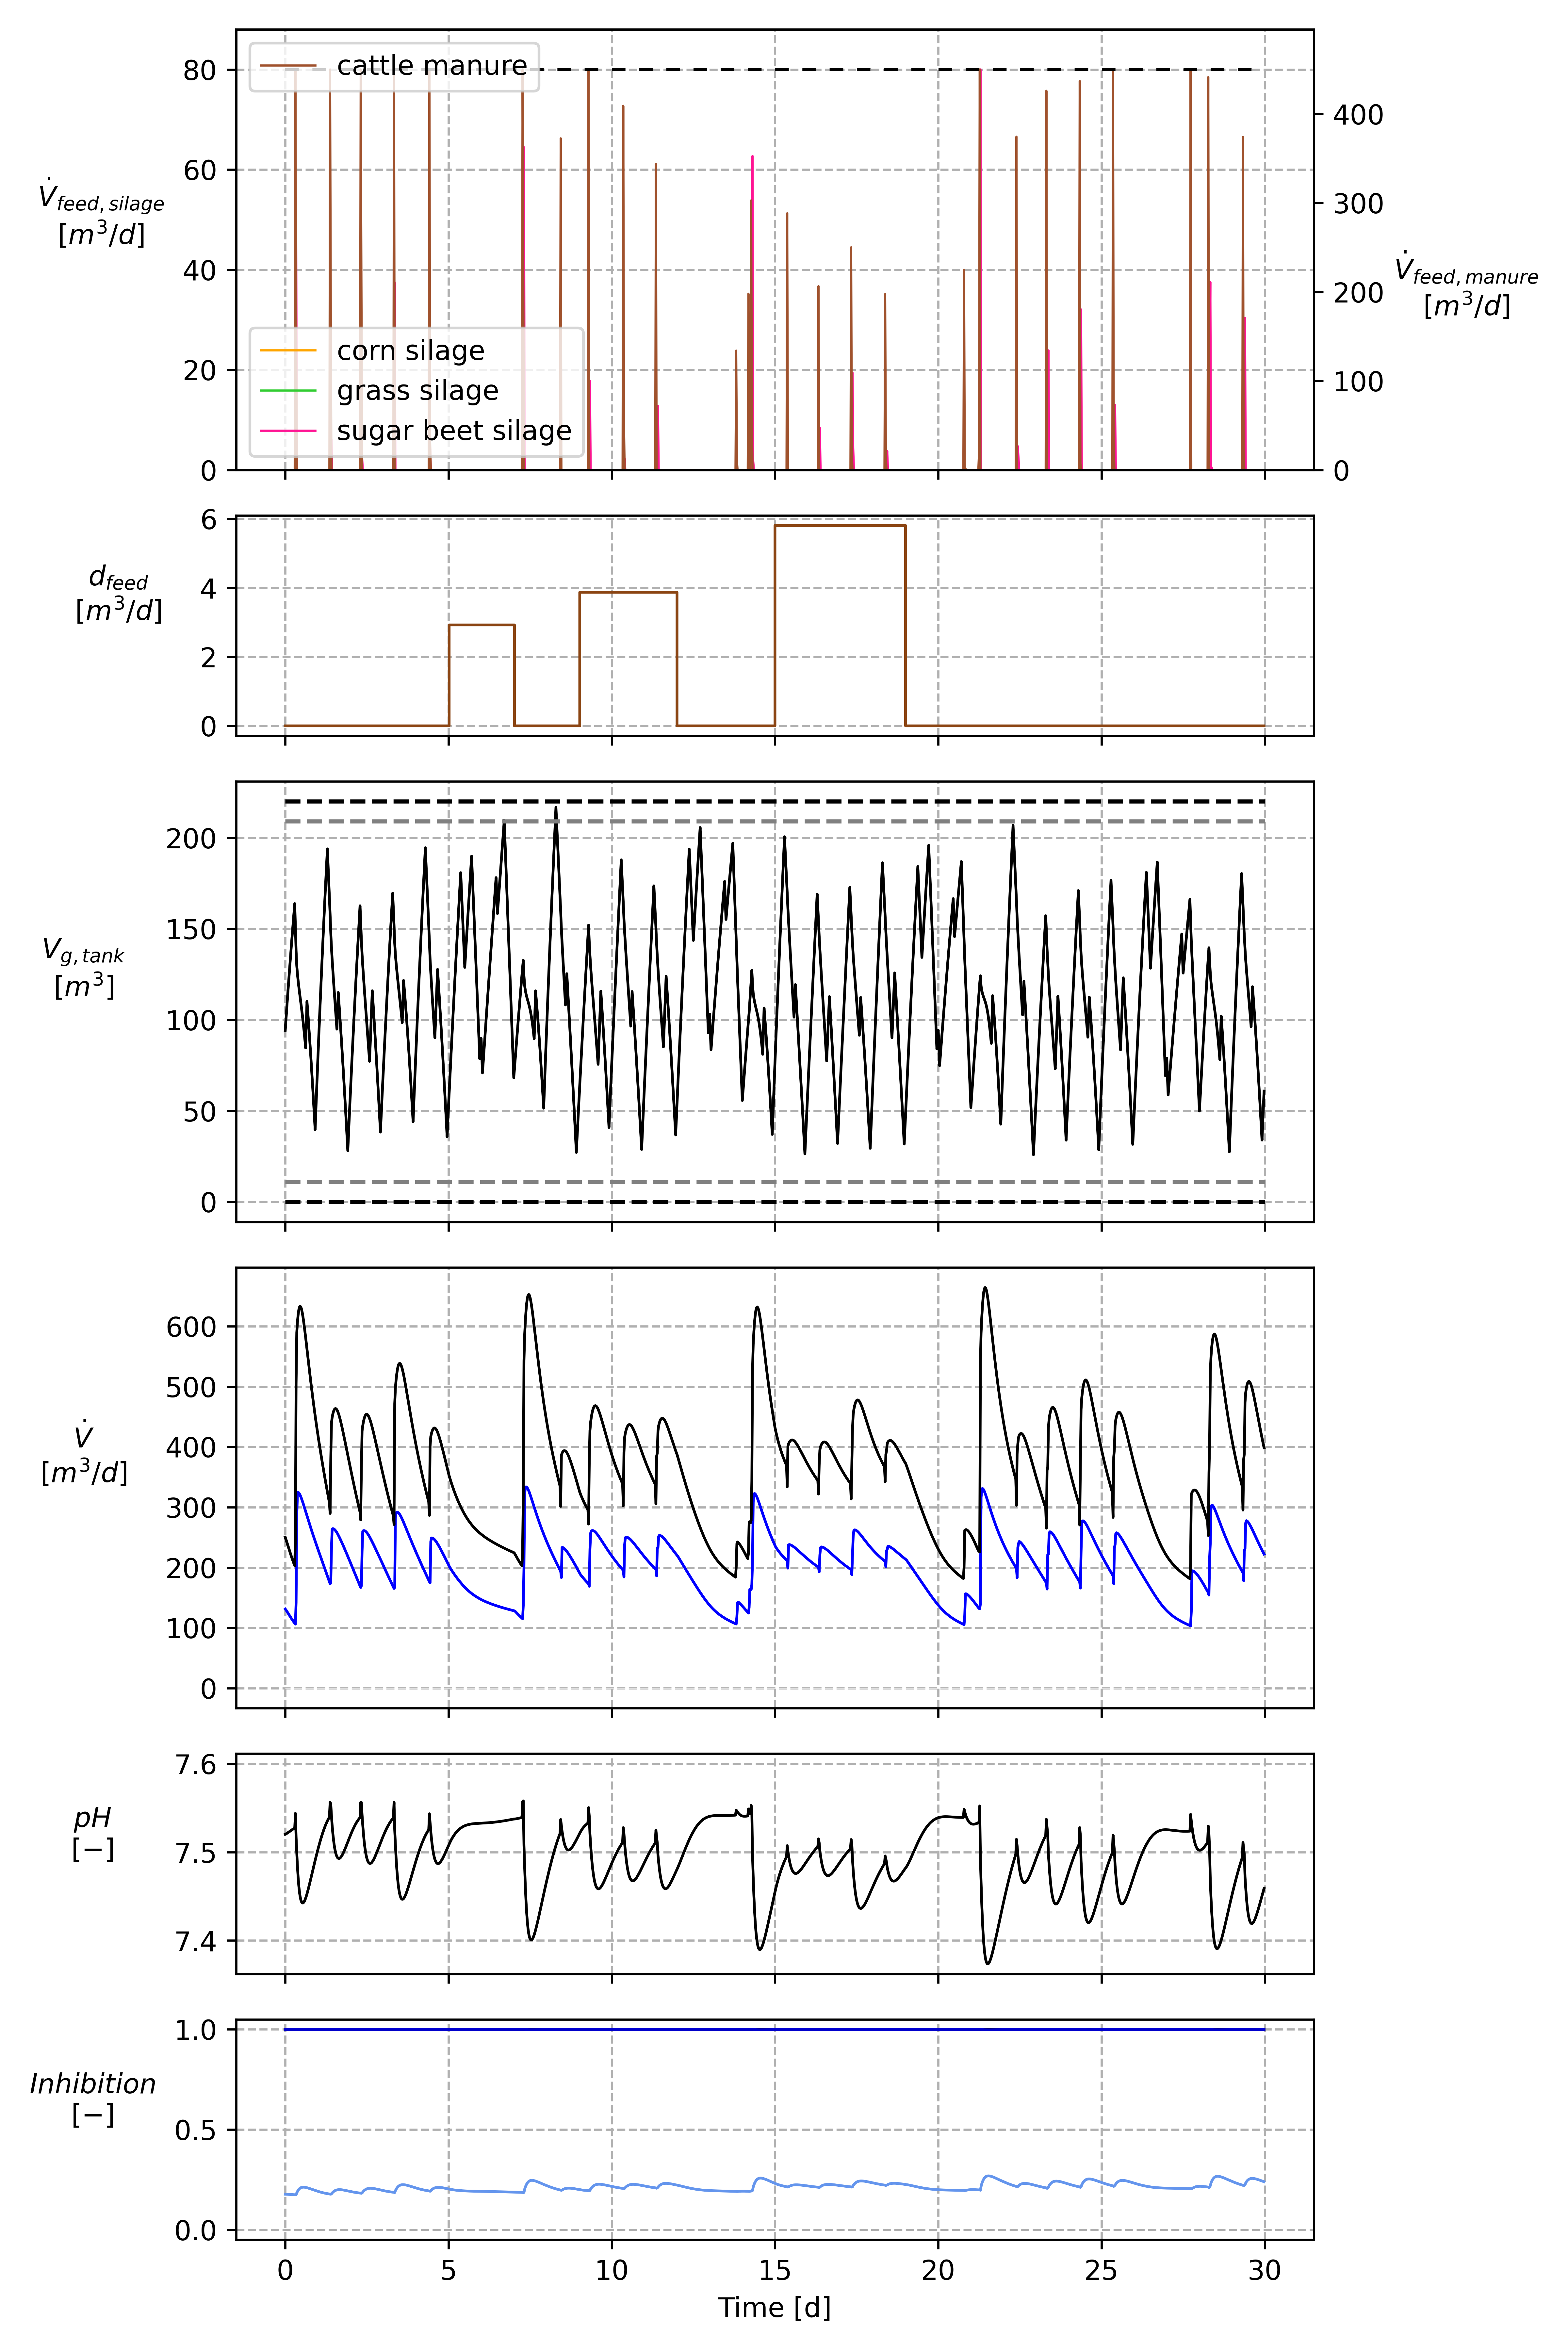 cattle manure
80
60
40
20
0
V̇_{feed, silage}
[m³/d]
corn silage
grass silage
sugar beet silage
400
300
200
100
0
V̇_{feed, manure}
[m³/d]
6
4
2
0
d_{feed}
[m³/d]
200
150
100
50
0
V_{g, tank}
[m³]
600
500
400
300
200
100
0
V̇
[m³/d]
7.6
7.5
7.4
pH
[−]
1.0
0.5
0.0
Inhibition
[−]
0 5 10 15 20 25 30
Time [d]